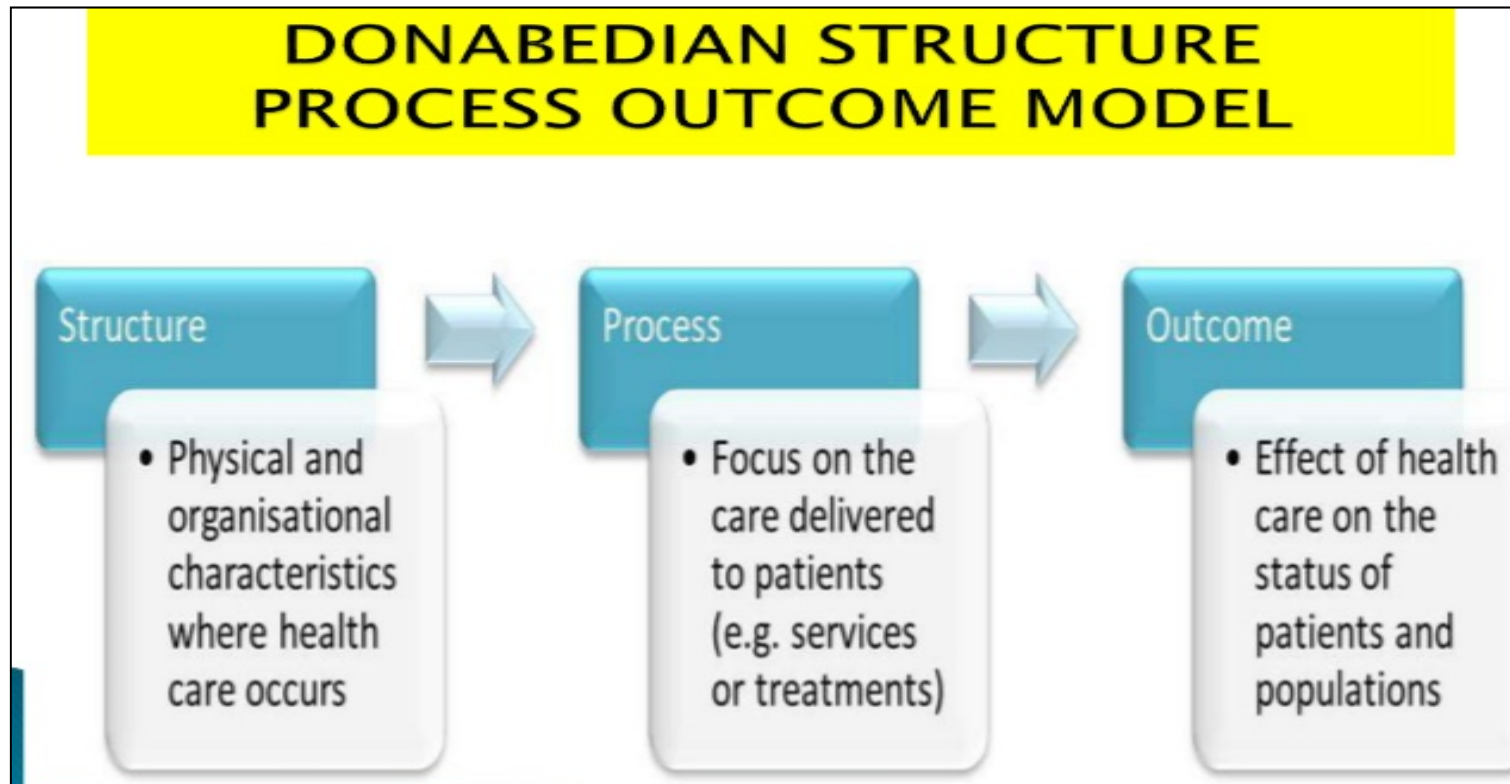 DONABEDIAN STRUCTURE
PROCESS OUTCOME MODEL
Structure
• Physical and
organisational
characteristics
where health
care occurs
Process
• Focus on the
care delivered
to patients
(e.g. services
or treatments)
Outcome
• Effect of health
care on the
status of
patients and
populations